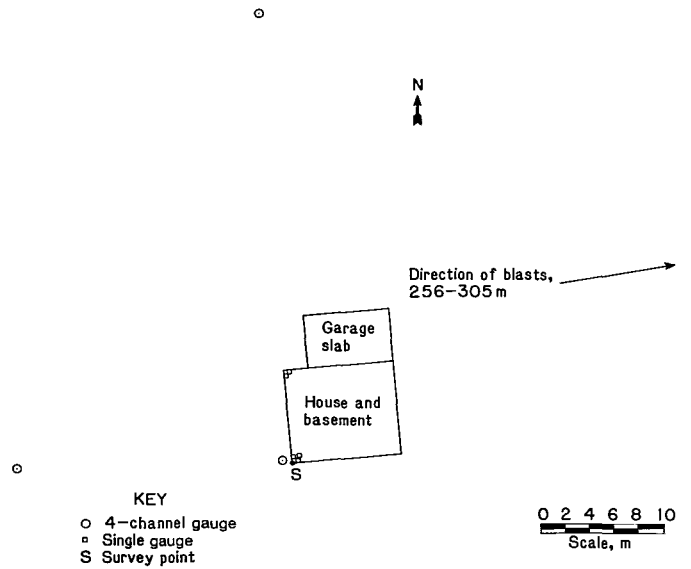 N
Direction of blasts,
256–305 m
Garage
slab
House and
basement
S
KEY
4-channel gauge
Single gauge
S Survey point
0 2 4 6 8 10
Scale, m